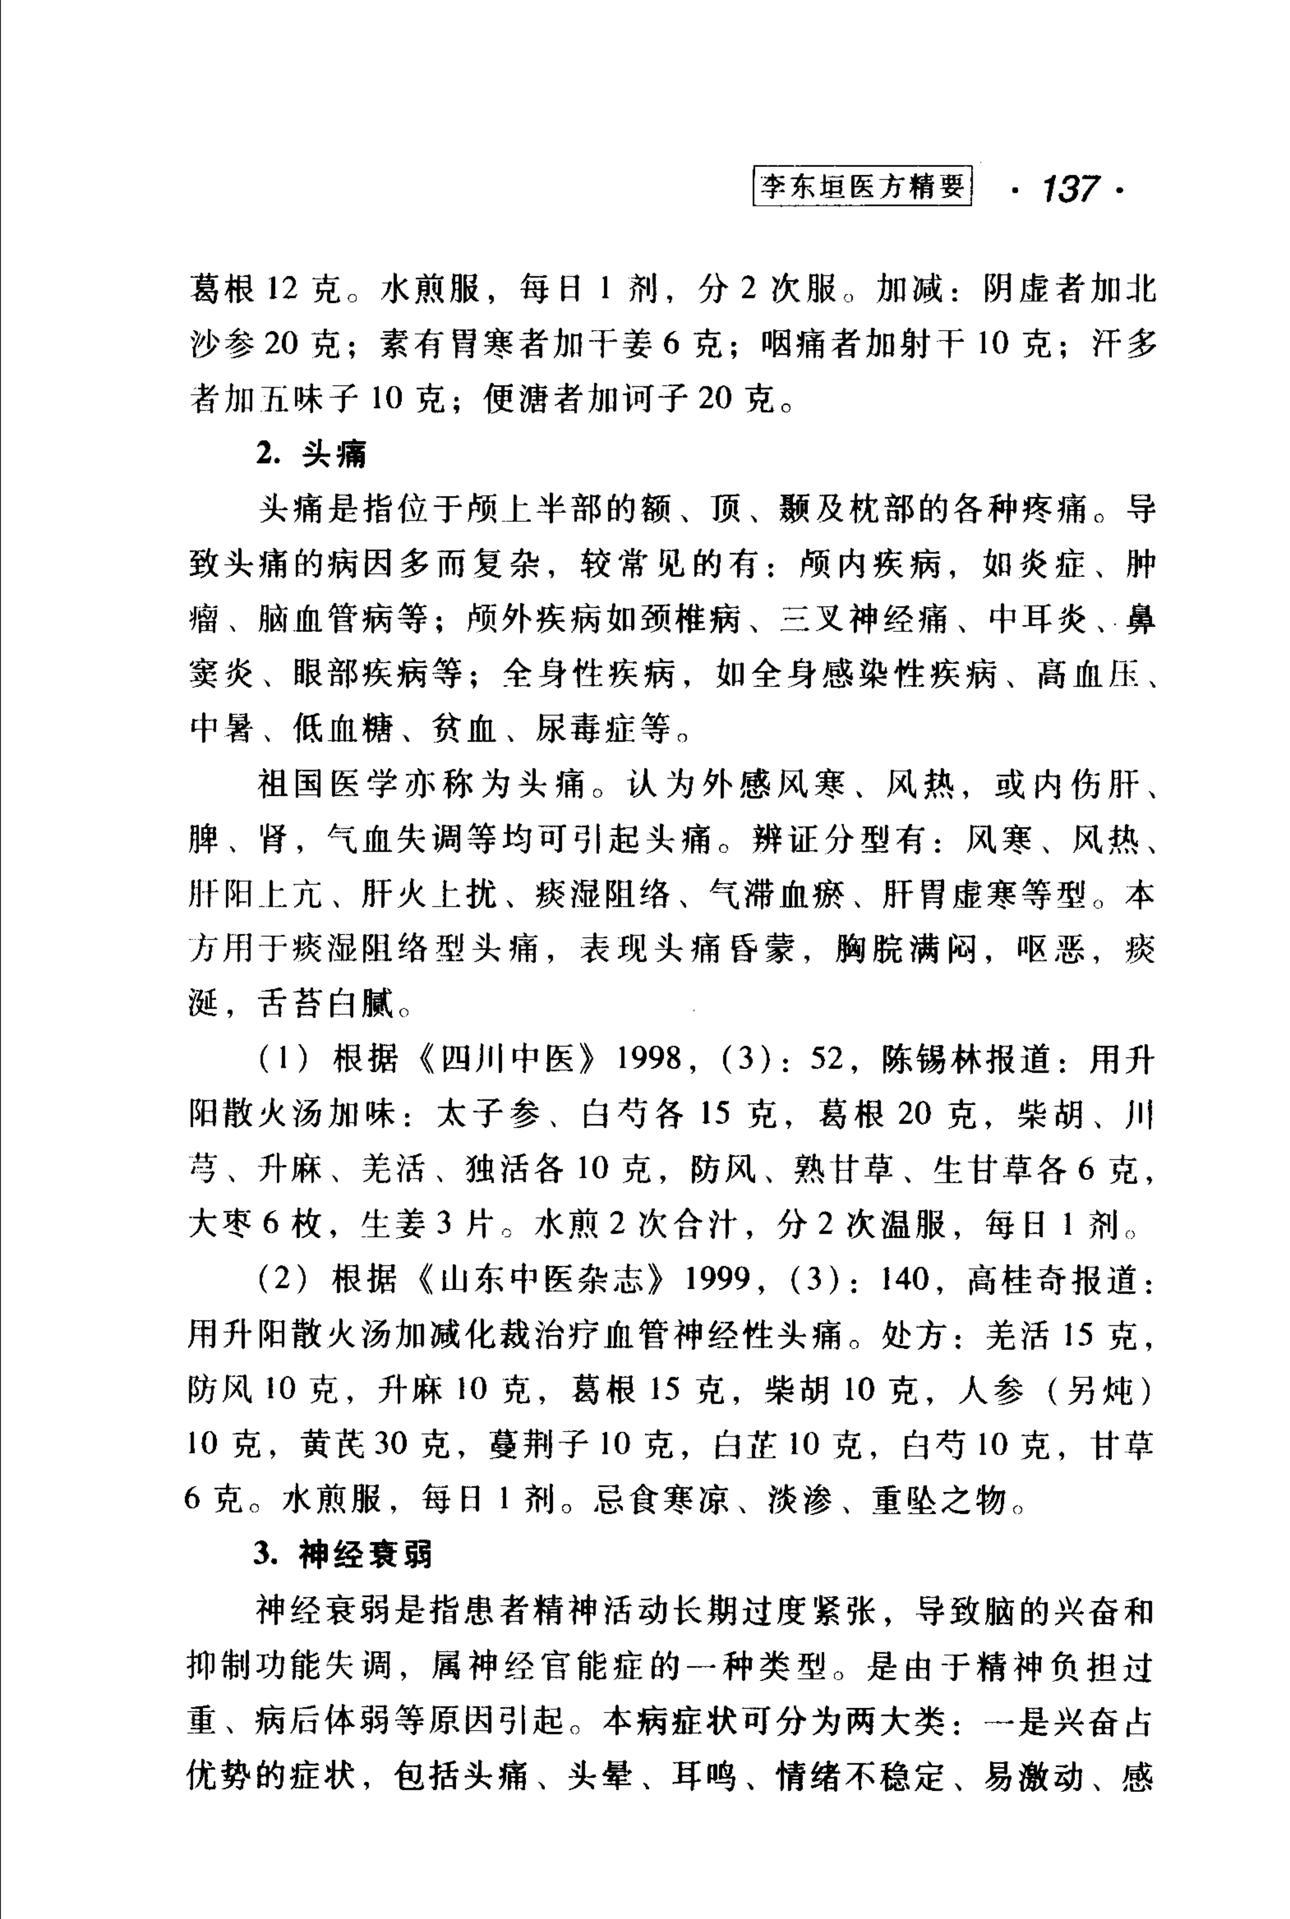 李东垣医方精要 · 137 ·
葛根 12 克。水煎服，每日 1 剂，分 2 次服。加减：阴虚者加北
沙参 20 克；素有胃寒者加干姜 6 克；咽痛者加射干 10 克；汗多
者加五味子 10 克；便溏者加诃子 20 克。
2. 头痛
头痛是指位于颅上半部的额、顶、颞及枕部的各种疼痛。导
致头痛的病因多而复杂，较常见的有：颅内疾病，如炎症、肿
瘤、脑血管病等；颅外疾病如颈椎病、三叉神经痛、中耳炎、鼻
窦炎、眼部疾病等；全身性疾病，如全身感染性疾病、高血压、
中暑、低血糖、贫血、尿毒症等。
祖国医学亦称为头痛。认为外感风寒、风热，或内伤肝、
脾、肾，气血失调等均可引起头痛。辨证分型有：风寒、风热、
肝阳上亢、肝火上扰、痰湿阻络、气滞血瘀、肝胃虚寒等型。本
方用于痰湿阻络型头痛，表现头痛昏蒙，胸脘满闷，呕恶，痰
涎，舌苔白腻。
（1）根据《四川中医》1998，（3）：52，陈锡林报道：用升
阳散火汤加味：太子参、白芍各 15 克，葛根 20 克，柴胡、川
芎、升麻、羌活、独活各 10 克，防风、熟甘草、生甘草各 6 克，
大枣 6 枚，生姜 3 片。水煎 2 次合汁，分 2 次温服，每日 1 剂。
（2）根据《山东中医杂志》1999，（3）：140，高桂奇报道：
用升阳散火汤加减化裁治疗血管神经性头痛。处方：羌活 15 克，
防风 10 克，升麻 10 克，葛根 15 克，柴胡 10 克，人参（另炖）
10 克，黄芪 30 克，蔓荆子 10 克，白芷 10 克，白芍 10 克，甘草
6 克。水煎服，每日 1 剂。忌食寒凉、淡渗、重坠之物。
3. 神经衰弱
神经衰弱是指患者精神活动长期过度紧张，导致脑的兴奋和
抑制功能失调，属神经官能症的一种类型。是由于精神负担过
重、病后体弱等原因引起。本病症状可分为两大类：一是兴奋占
优势的症状，包括头痛、头晕、耳鸣、情绪不稳定、易激动、感